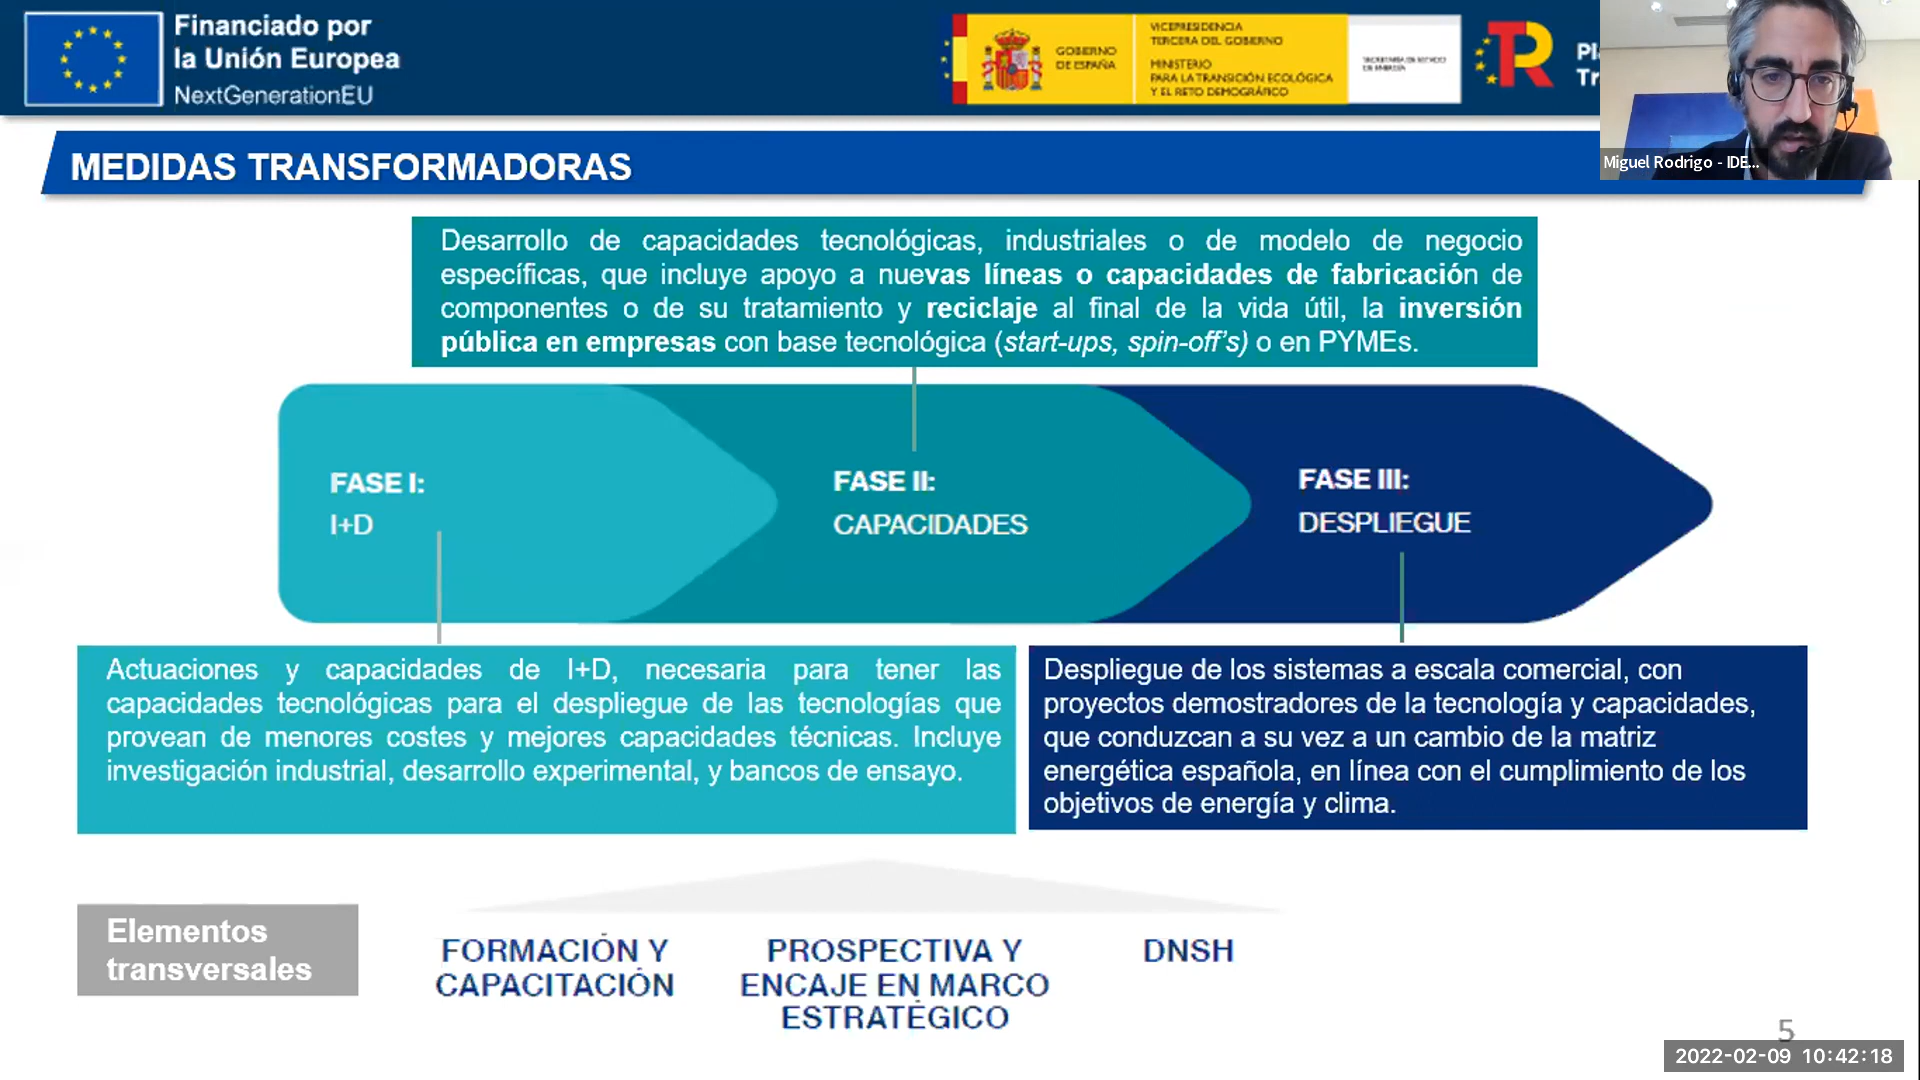 Financiado por
la Unión Europea
NextGenerationEU
GOBIERNO
DE ESPAÑA
VICEPRESIDENCIA
TERCERA DEL GOBIERNO
MINISTERIO
PARA LA TRANSICIÓN ECOLÓGICA
Y EL RETO DEMOGRÁFICO
SECRETARÍA DE ESTADO
DE ENERGÍA
Miguel Rodrigo - IDE...
MEDIDAS TRANSFORMADORAS
Desarrollo de capacidades tecnológicas, industriales o de modelo de negocio
específicas, que incluye apoyo a nuevas líneas o capacidades de fabricación de
componentes o de su tratamiento y reciclaje al final de la vida útil, la inversión
pública en empresas con base tecnológica (start-ups, spin-off's) o en PYMEs.
FASE I:
I+D
FASE II:
CAPACIDADES
FASE III:
DESPLIEGUE
Actuaciones y capacidades de I+D, necesaria para tener las
capacidades tecnológicas para el despliegue de las tecnologías que
provean de menores costes y mejores capacidades técnicas. Incluye
investigación industrial, desarrollo experimental, y bancos de ensayo.
Despliegue de los sistemas a escala comercial, con
proyectos demostradores de la tecnología y capacidades,
que conduzcan a su vez a un cambio de la matriz
energética española, en línea con el cumplimiento de los
objetivos de energía y clima.
Elementos
transversales
FORMACIÓN Y
CAPACITACIÓN
PROSPECTIVA Y
ENCAJE EN MARCO
ESTRATÉGICO
DNSH
5
2022-02-09 10:42:18